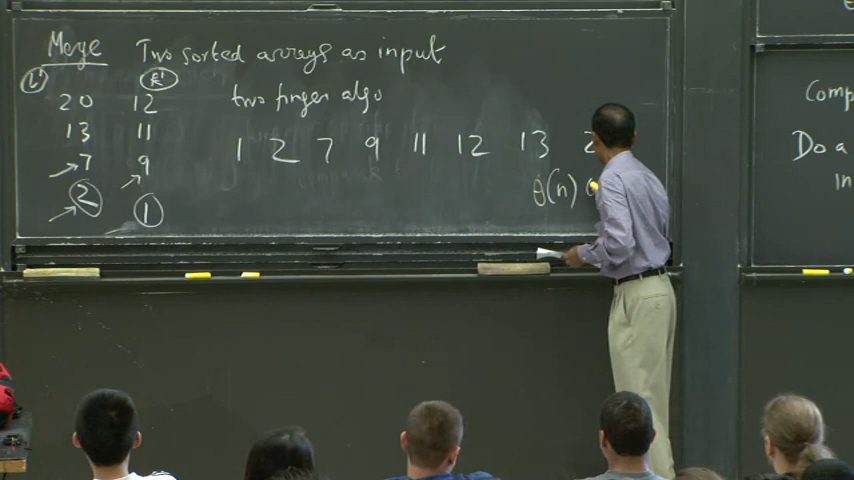 Merge Two sorted arrays as input
L' R'
20 12 two finger algo
13 11
7 9 1 2 7 9 11 12 13 2
2 1 θ(n)
Comp
Do a
In